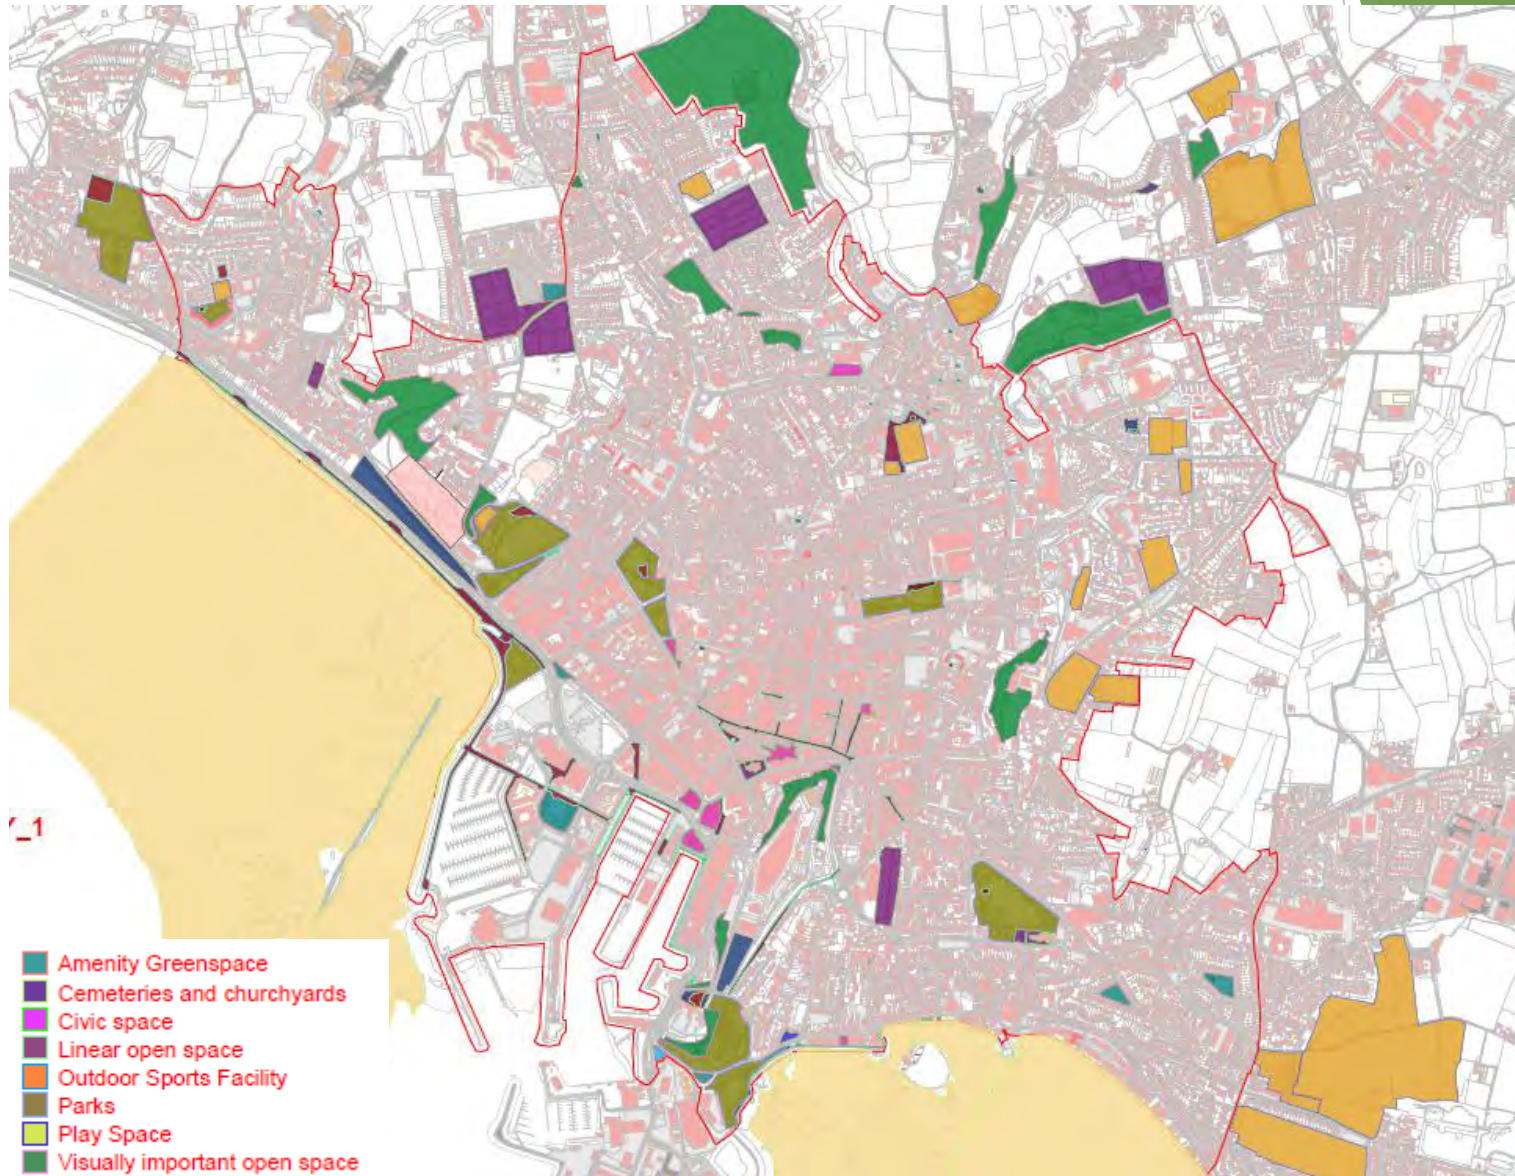 Y_1
Amenity Greenspace
Cemeteries and churchyards
Civic space
Linear open space
Outdoor Sports Facility
Parks
Play Space
Visually important open space